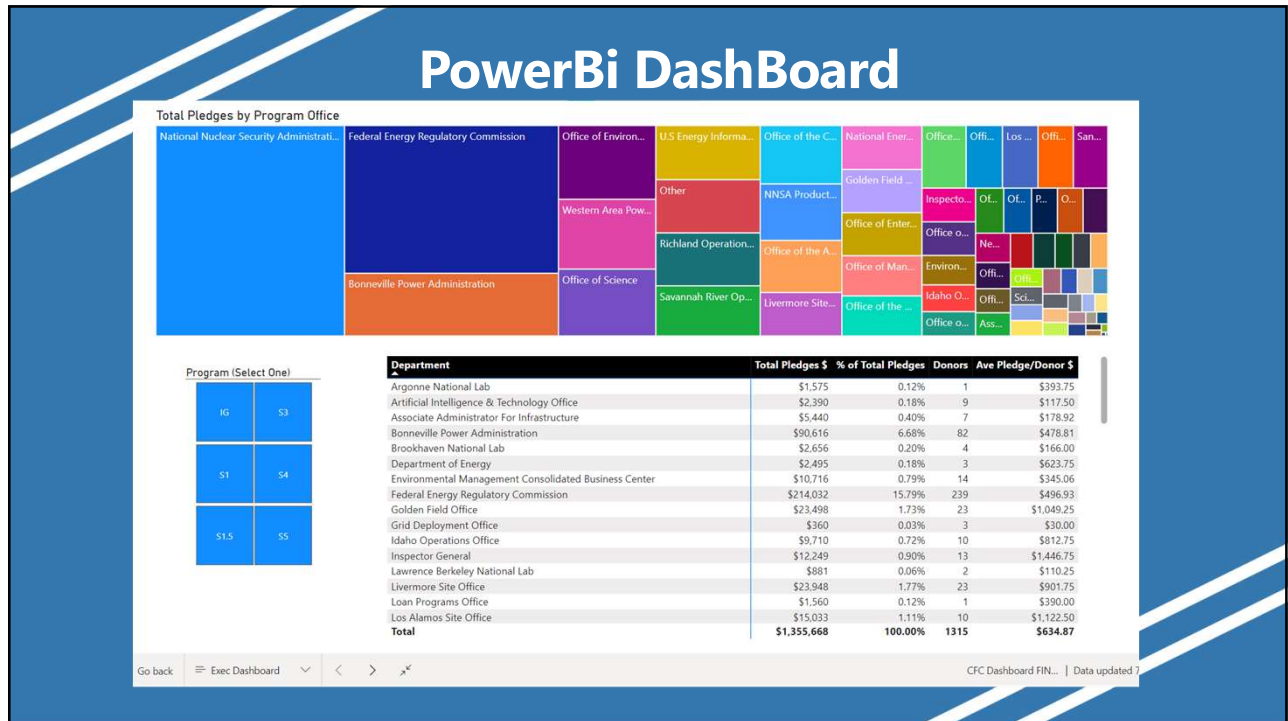 PowerBi DashBoard
Total Pledges by Program Office
National Nuclear Security Administrati...
Federal Energy Regulatory Commission
Office of Environ...
U.S Energy Informa...
Office of the C...
National Ener...
Office...
Offi...
Los ...
Offi...
San...
Other
NNSA Product...
Golden Field ...
Inspecto...
Of...
Of...
P...
O...
Western Area Pow...
Office of Enter...
Office o...
Ne...
Richland Operation...
Office of the A...
Office of Man...
Environ...
Offi...
Offi...
Bonneville Power Administration
Office of Science
Savannah River Op...
Livermore Site...
Office of the ...
Idaho O...
Offi...
Sci...
Office o...
Ass...
Program (Select One)
IG S3
S1 S4
S1.5 S5
Department Total Pledges $ % of Total Pledges Donors Ave Pledge/Donor $
Argonne National Lab $1,575 0.12% 1 $393.75
Artificial Intelligence & Technology Office $2,390 0.18% 9 $117.50
Associate Administrator For Infrastructure $5,440 0.40% 7 $178.92
Bonneville Power Administration $90,616 6.68% 82 $478.81
Brookhaven National Lab $2,656 0.20% 4 $166.00
Department of Energy $2,495 0.18% 3 $623.75
Environmental Management Consolidated Business Center $10,716 0.79% 14 $345.06
Federal Energy Regulatory Commission $214,032 15.79% 239 $496.93
Golden Field Office $23,498 1.73% 23 $1,049.25
Grid Deployment Office $360 0.03% 3 $30.00
Idaho Operations Office $9,710 0.72% 10 $812.75
Inspector General $12,249 0.90% 13 $1,446.75
Lawrence Berkeley National Lab $881 0.06% 2 $110.25
Livermore Site Office $23,948 1.77% 23 $901.75
Loan Programs Office $1,560 0.12% 1 $390.00
Los Alamos Site Office $15,033 1.11% 10 $1,122.50
Total $1,355,668 100.00% 1315 $634.87
Go back Exec Dashboard CFC Dashboard FIN... | Data updated 7